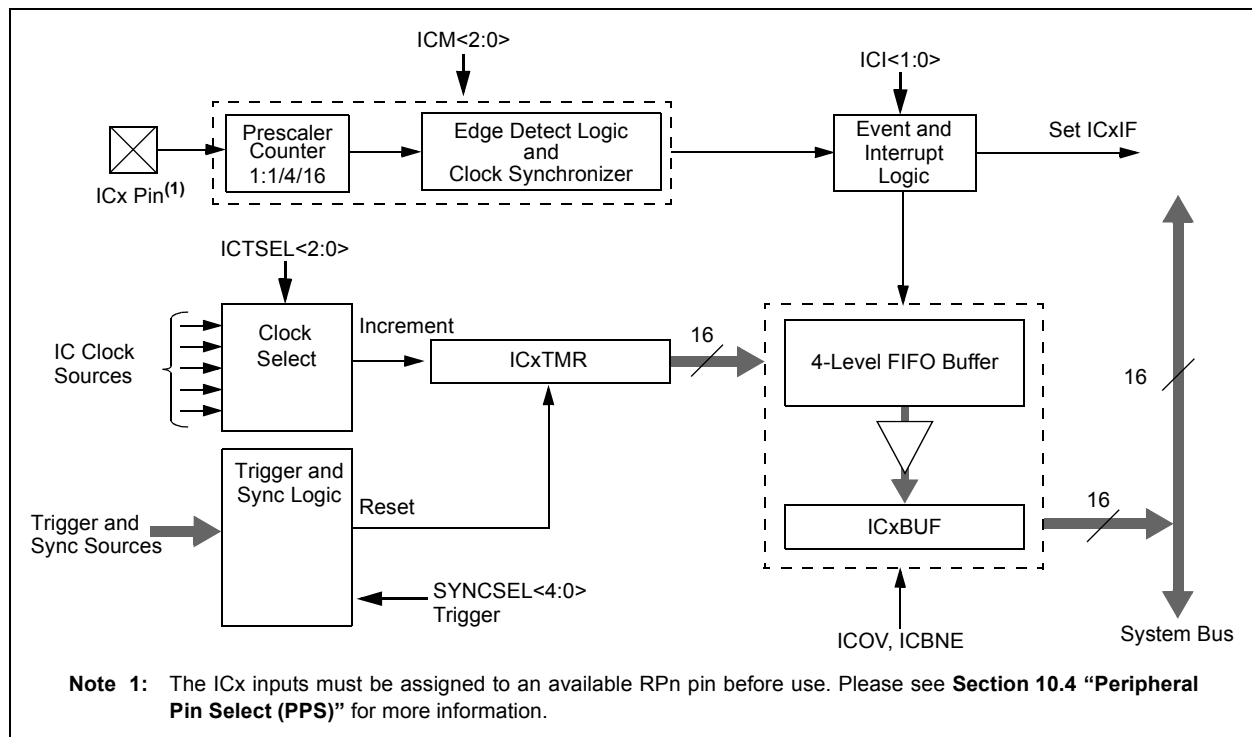 ICM<2:0>
ICI<1:0>
Prescaler
Counter
1:1/4/16
Edge Detect Logic
and
Clock Synchronizer
Event and
Interrupt
Logic
Set ICxIF
ICx Pin(1)
ICTSEL<2:0>
IC Clock
Sources
Clock
Select
Increment
ICxTMR
16
4-Level FIFO Buffer
16
Trigger and
Sync Logic
Reset
Trigger and
Sync Sources
ICxBUF
16
SYNCSEL<4:0>
Trigger
ICOV, ICBNE
System Bus
Note 1: The ICx inputs must be assigned to an available RPn pin before use. Please see Section 10.4 “Peripheral
Pin Select (PPS)” for more information.